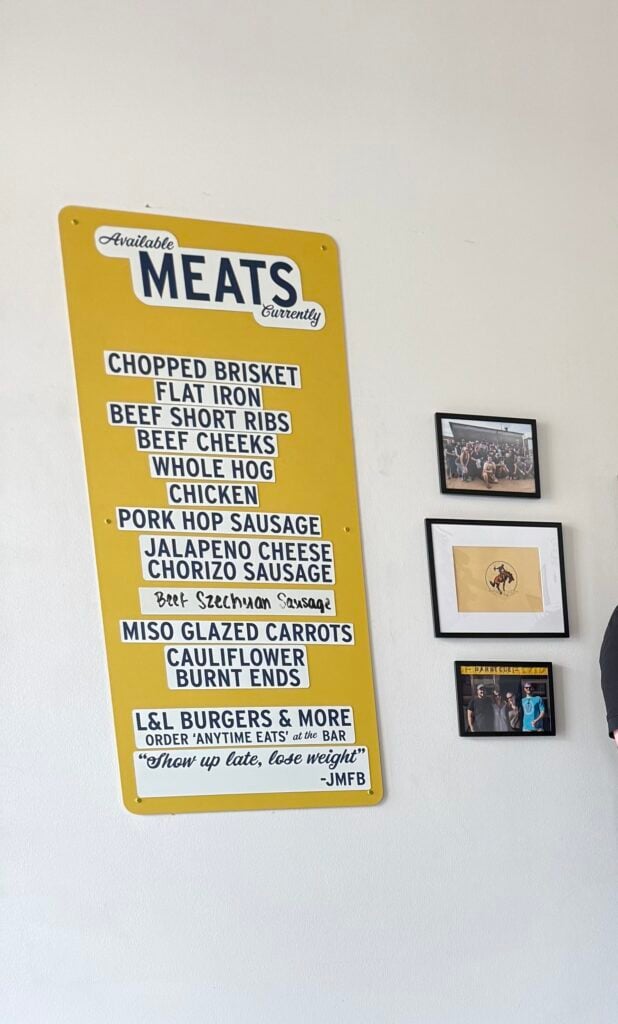 Available
MEATS
Currently
CHOPPED BRISKET
FLAT IRON
BEEF SHORT RIBS
BEEF CHEEKS
WHOLE HOG
CHICKEN
PORK HOP SAUSAGE
JALAPENO CHEESE
CHORIZO SAUSAGE
Beef Szechuan Sausage
MISO GLAZED CARROTS
CAULIFLOWER
BURNT ENDS
L&L BURGERS & MORE
ORDER 'ANYTIME EATS' at the BAR
"Show up late, lose weight"
-JMFB
BARBECUE